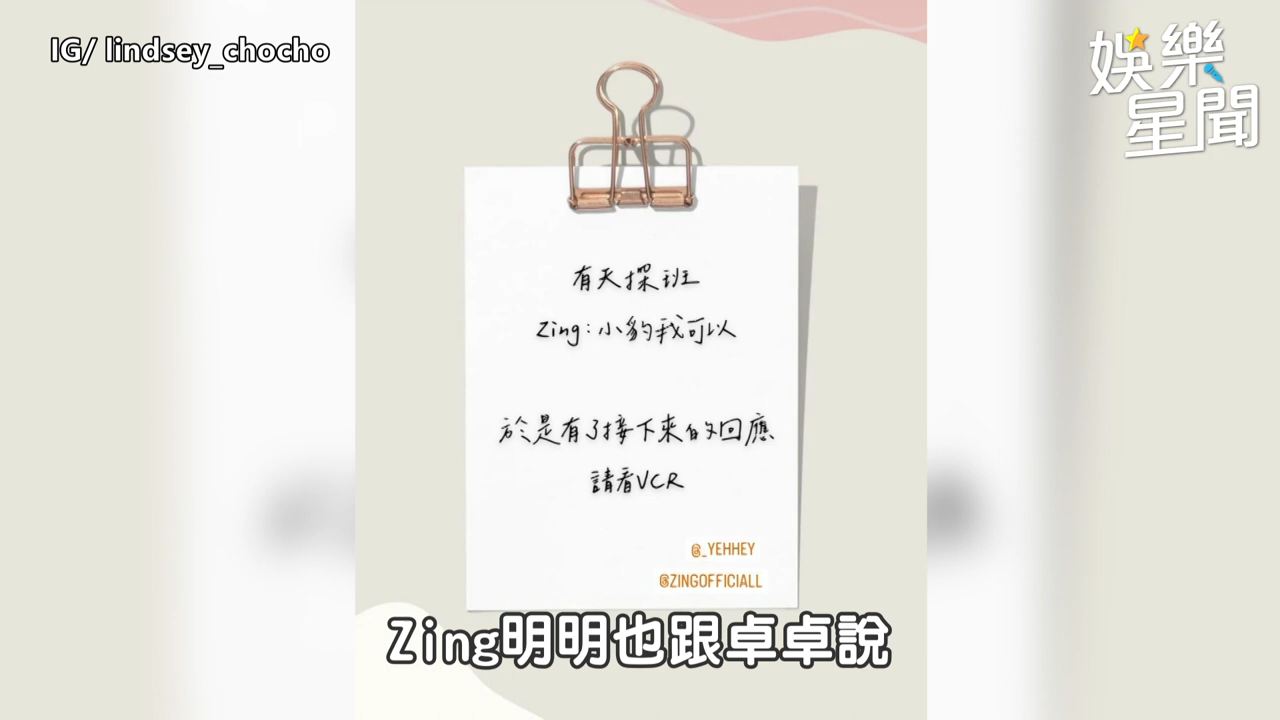 IG/ lindsey_chocho
娛樂
星聞
有天探班
Zing:小豹我可以
於是有了接下來的回應
請看VCR
@_YEHHEY
@ZINGOFFICIALL
Zing明明也跟卓卓說